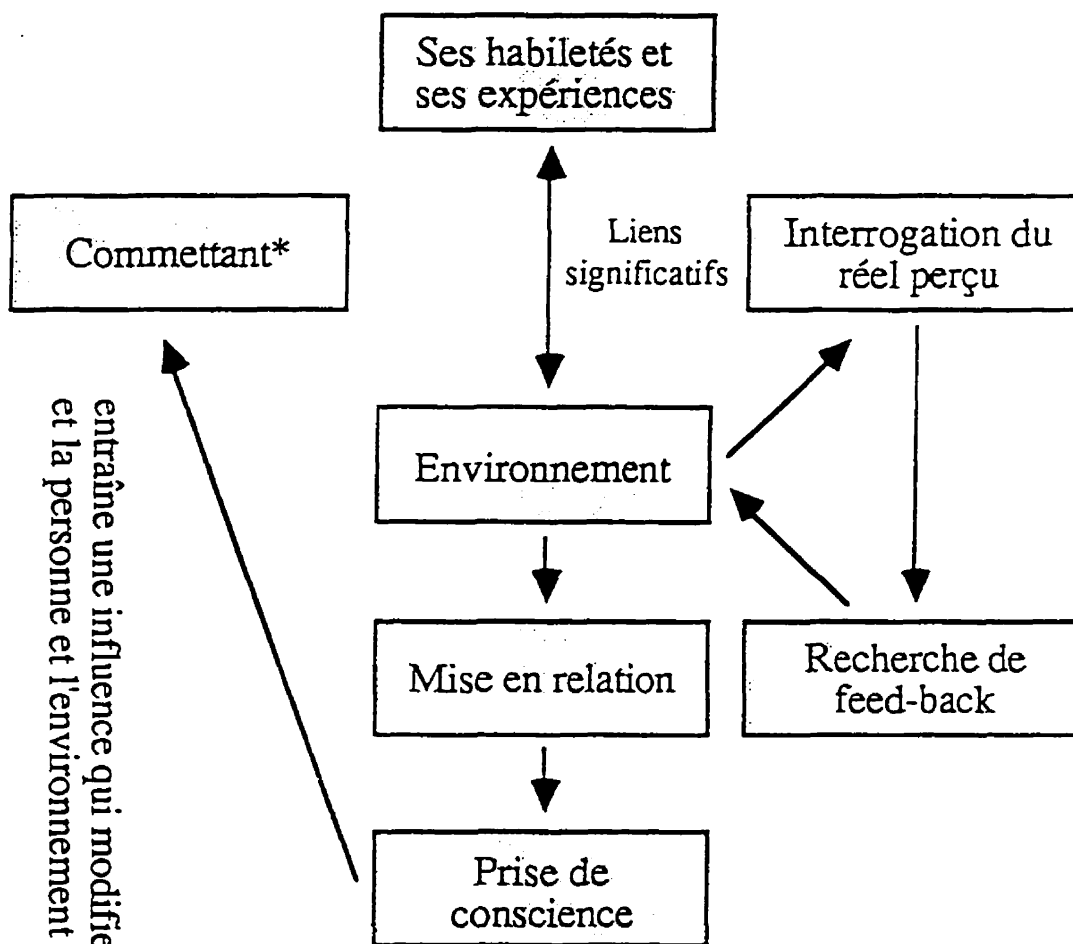 Ses habiletés et
ses expériences
Commettant*
Liens
significatifs
Interrogation du
réel perçu
Environnement
entraîne une influence qui modifie
et la personne et l'environnement
Mise en relation
Recherche de
feed-back
Prise de
conscience